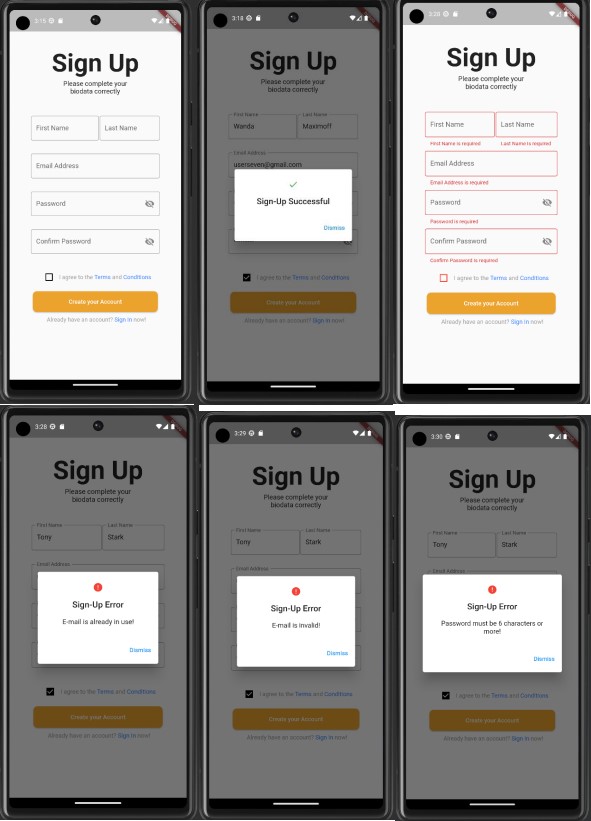 3:15
Sign Up
Please complete your
biodata correctly
First Name
Last Name
Email Address
Password
Confirm Password
I agree to the Terms and Conditions
Create your Account
Already have an account? Sign in now!
3:18
Sign Up
Please complete your
biodata correctly
First Name
Last Name
Wanda
Maximoff
Email Address
userseven@gmail.com
Sign-Up Successful
Dismiss
I agree to the Terms and Conditions
Create your Account
Already have an account? Sign in now!
Sign Up
Please complete your
biodata correctly
First Name
Last Name
First Name is required
Last Name is required
Email Address
Email Address is required
Password
Password is required
Confirm Password
Confirm Password is required
I agree to the Terms and Conditions
Create your Account
Already have an account? Sign in now!
3:28
Sign Up
Please complete your
biodata correctly
First Name
Last Name
Tony
Stark
Email Address
Sign-Up Error
E-mail is already in use!
Dismiss
I agree to the Terms and Conditions
Create your Account
Already have an account? Sign in now!
3:29
Sign Up
Please complete your
biodata correctly
First Name
Last Name
Tony
Stark
Email Address
Sign-Up Error
E-mail is invalid!
Dismiss
I agree to the Terms and Conditions
Create your Account
Already have an account? Sign in now!
3:30
Sign Up
Please complete your
biodata correctly
First Name
Last Name
Tony
Stark
Email Address
Sign-Up Error
Password must be 6 characters or
more!
Dismiss
I agree to the Terms and Conditions
Create your Account
Already have an account? Sign in now!